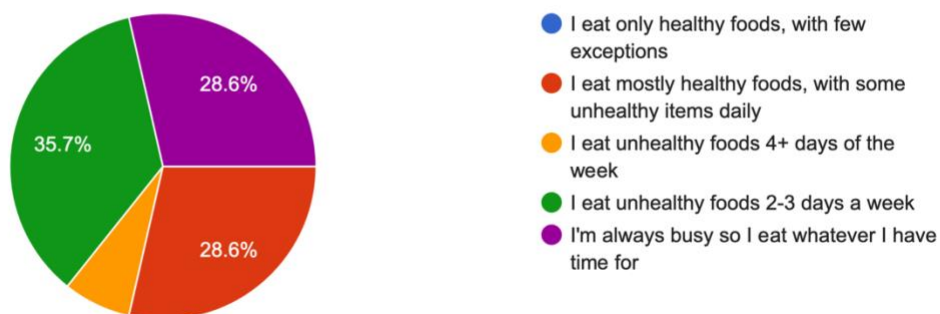 28.6%
35.7%
28.6%
I eat only healthy foods, with few
exceptions
I eat mostly healthy foods, with some
unhealthy items daily
I eat unhealthy foods 4+ days of the
week
I eat unhealthy foods 2-3 days a week
I'm always busy so I eat whatever I have
time for